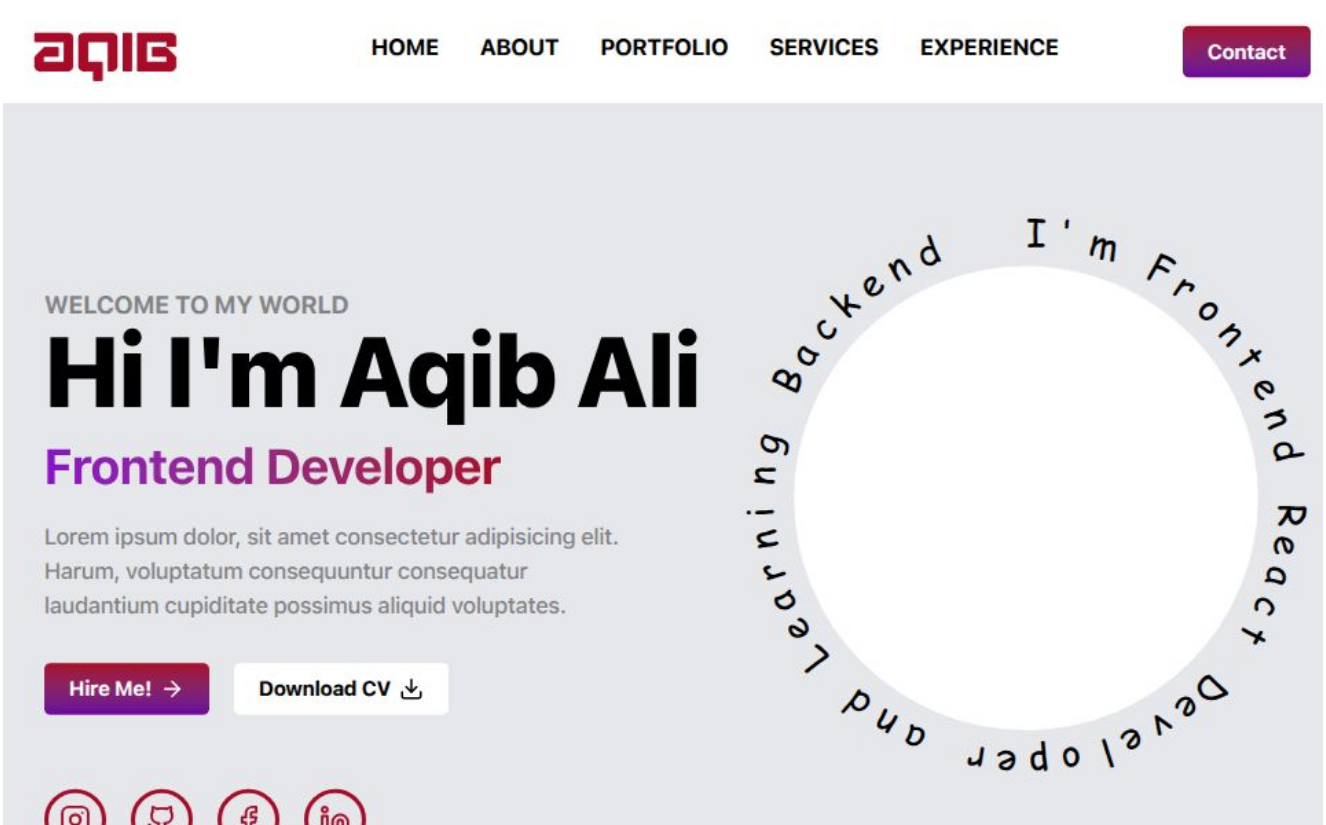 aqib
HOME ABOUT PORTFOLIO SERVICES EXPERIENCE
Contact
WELCOME TO MY WORLD
Hi I'm Aqib Ali
Frontend Developer
Lorem ipsum dolor, sit amet consectetur adipisicing elit.
Harum, voluptatum consequuntur consequatur
laudantium cupiditate possimus aliquid voluptates.
Hire Me!
Download CV
I'm Frontend React Developer and Learning Backend